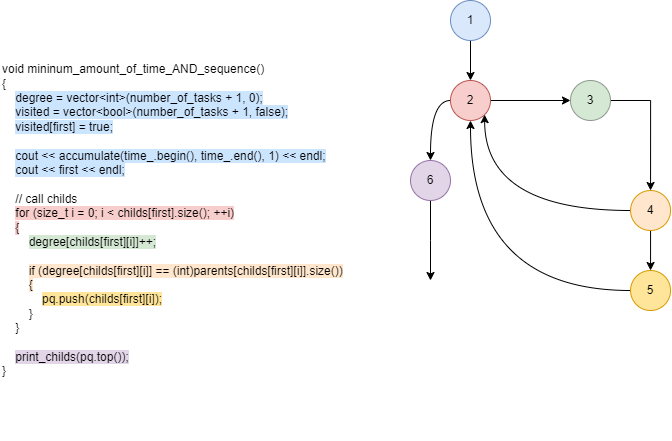 void mininum_amount_of_time_AND_sequence()
{
degree = vector<int>(number_of_tasks + 1, 0);
visited = vector<bool>(number_of_tasks + 1, false);
visited[first] = true;
cout << accumulate(time_.begin(), time_.end(), 1) << endl;
cout << first << endl;
// call childs
for (size_t i = 0; i < childs[first].size(); ++i)
{
degree[childs[first][i]]++;
if (degree[childs[first][i]] == (int)parents[childs[first][i]].size())
{
pq.push(childs[first][i]);
}
}
print_childs(pq.top());
}
1
2
3
6
4
5